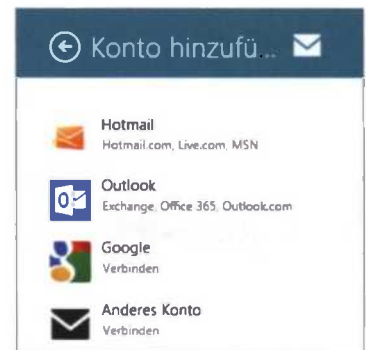 Konto hinzufü...
Hotmail
Hotmail.com, Live.com, MSN
Outlook
Exchange, Office 365, Outlook.com
Google
Verbinden
Anderes Konto
Verbinden